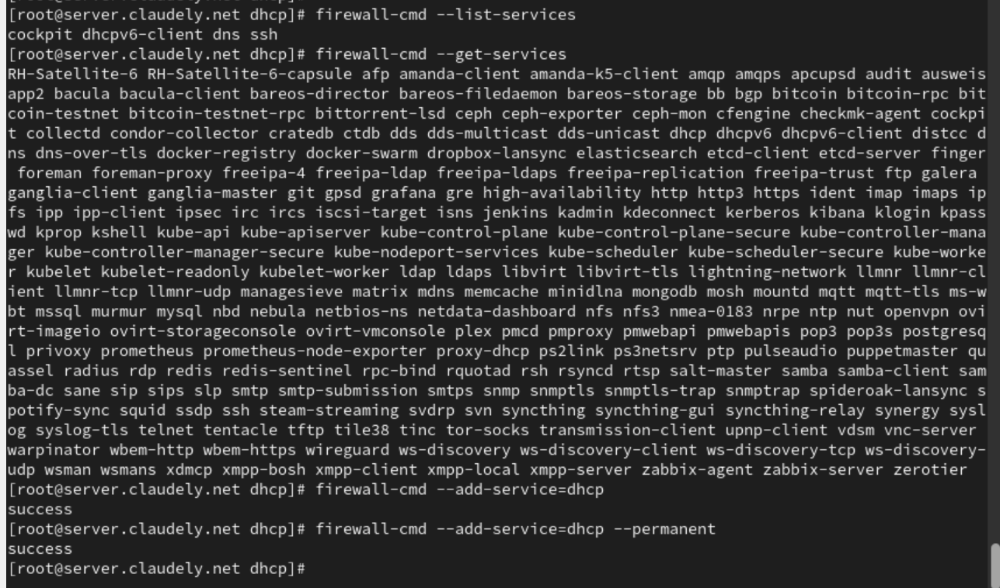 [root@server.claudely.net dhcp]# firewall-cmd --list-services
cockpit dhcpv6-client dns ssh
[root@server.claudely.net dhcp]# firewall-cmd --get-services
RH-Satellite-6 RH-Satellite-6-capsule afp amanda-client amanda-k5-client amqp amqps apcupsd audit ausweis
app2 bacula bacula-client bareos-director bareos-filedaemon bareos-storage bb bgp bitcoin bitcoin-rpc bit
coin-testnet bitcoin-testnet-rpc bittorrent-lsd ceph ceph-exporter ceph-mon cfengine checkmk-agent cockpi
t collectd condor-collector cratedb ctdb dds dds-multicast dds-unicast dhcp dhcpv6 dhcpv6-client distcc d
ns dns-over-tls docker-registry docker-swarm dropbox-lansync elasticsearch etcd-client etcd-server finger
 foreman foreman-proxy freeipa-4 freeipa-ldap freeipa-ldaps freeipa-replication freeipa-trust ftp galera
ganglia-client ganglia-master git gpsd grafana gre high-availability http http3 https ident imap imaps ip
fs ipp ipp-client ipsec irc ircs iscsi-target isns jenkins kadmin kdeconnect kerberos kibana klogin kpass
wd kprop kshell kube-api kube-apiserver kube-control-plane kube-control-plane-secure kube-controller-mana
ger kube-controller-manager-secure kube-nodeport-services kube-scheduler kube-scheduler-secure kube-worke
r kubelet kubelet-readonly kubelet-worker ldap ldaps libvirt libvirt-tls lightning-network llmnr llmnr-cl
ient llmnr-tcp llmnr-udp managesieve matrix mdns memcache minidlna mongodb mosh mountd mqtt mqtt-tls ms-w
bt mssql murmur mysql nbd nebula netbios-ns netdata-dashboard nfs nfs3 nmea-0183 nrpe ntp nut openvpn ovi
rt-imageio ovirt-storageconsole ovirt-vmconsole plex pmcd pmproxy pmwebapi pmwebapis pop3 pop3s postgresq
l privoxy prometheus prometheus-node-exporter proxy-dhcp ps2link ps3netsrv ptp pulseaudio puppetmaster qu
assel radius rdp redis redis-sentinel rpc-bind rquotad rsh rsyncd rtsp salt-master samba samba-client sam
ba-dc sane sip sips slp smtp smtp-submission smtps snmp snmptls snmptls-trap snmptrap spideroak-lansync s
potify-sync squid ssdp ssh steam-streaming svdrp svn syncthing syncthing-gui syncthing-relay synergy sysl
og syslog-tls telnet tentacle tftp tile38 tinc tor-socks transmission-client upnp-client vdsm vnc-server
warpinator wbem-http wbem-https wireguard ws-discovery ws-discovery-client ws-discovery-tcp ws-discovery-
udp wsman wsmans xdmcp xmpp-bosh xmpp-client xmpp-local xmpp-server zabbix-agent zabbix-server zerotier
[root@server.claudely.net dhcp]# firewall-cmd --add-service=dhcp
success
[root@server.claudely.net dhcp]# firewall-cmd --add-service=dhcp --permanent
success
[root@server.claudely.net dhcp]#